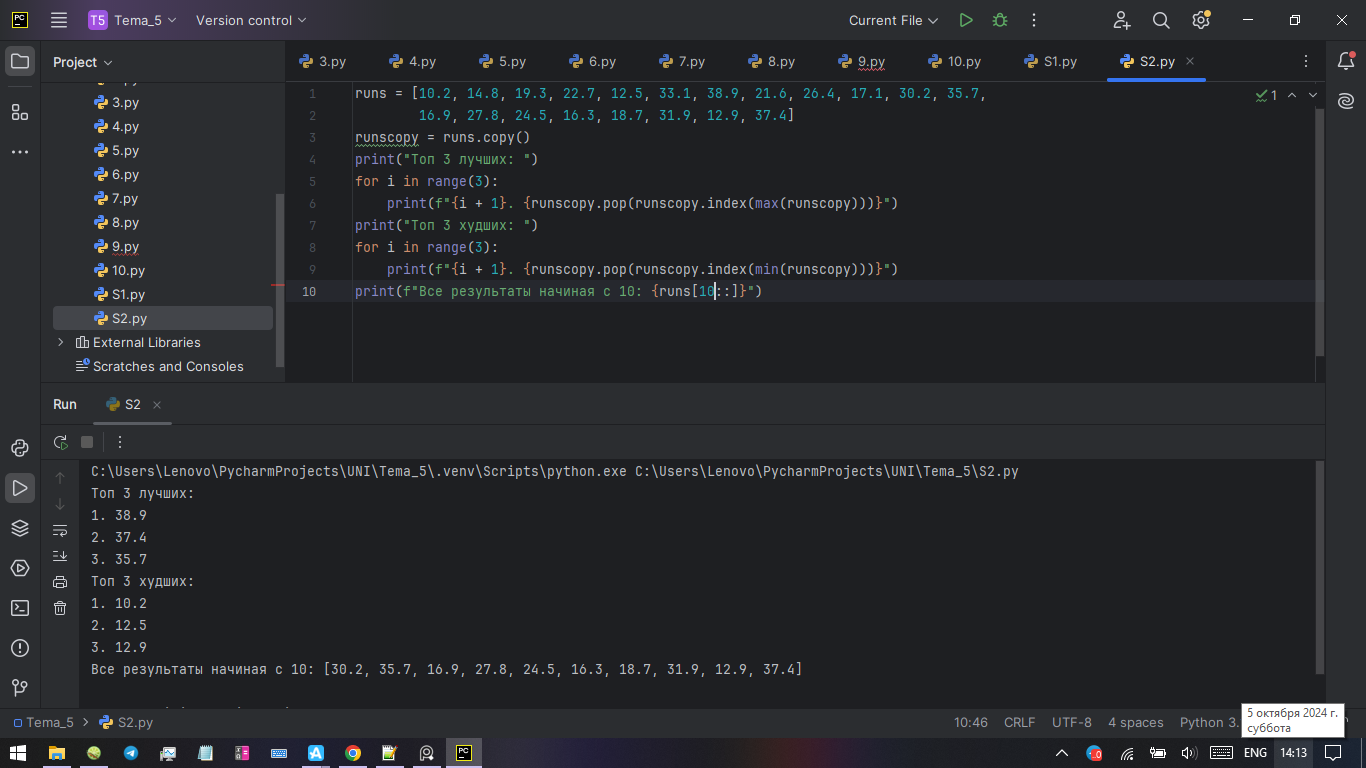 PC T5 Tema_5 Version control Current File
Project
3.py 4.py 5.py 6.py 7.py 8.py 9.py 10.py S1.py S2.py
3.py
4.py
5.py
6.py
7.py
8.py
9.py
10.py
S1.py
S2.py
External Libraries
Scratches and Consoles
1 runs = [10.2, 14.8, 19.3, 22.7, 12.5, 33.1, 38.9, 21.6, 26.4, 17.1, 30.2, 35.7, 1
2 16.9, 27.8, 24.5, 16.3, 18.7, 31.9, 12.9, 37.4]
3 runscopy = runs.copy()
4 print("Топ 3 лучших: ")
5 for i in range(3):
6 print(f"{i + 1}. {runscopy.pop(runscopy.index(max(runscopy)))}")
7 print("Топ 3 худших: ")
8 for i in range(3):
9 print(f"{i + 1}. {runscopy.pop(runscopy.index(min(runscopy)))}")
10 print(f"Все результаты начиная с 10: {runs[10::]}")
Run S2
C:\Users\Lenovo\PycharmProjects\UNI\Tema_5\.venv\Scripts\python.exe C:\Users\Lenovo\PycharmProjects\UNI\Tema_5\S2.py
Топ 3 лучших:
1. 38.9
2. 37.4
3. 35.7
Топ 3 худших:
1. 10.2
2. 12.5
3. 12.9
Все результаты начиная с 10: [30.2, 35.7, 16.9, 27.8, 24.5, 16.3, 18.7, 31.9, 12.9, 37.4]
Tema_5 S2.py 10:46 CRLF UTF-8 4 spaces Python 3.
5 октября 2024 г.
суббота
PC ENG 14:13